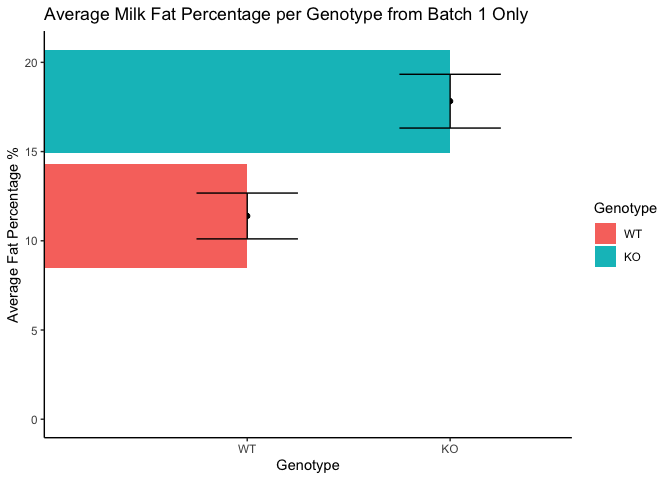 Average Milk Fat Percentage per Genotype from Batch 1 Only
Average Fat Percentage %
20
15
10
5
0
WT
KO
Genotype
Genotype
WT
KO